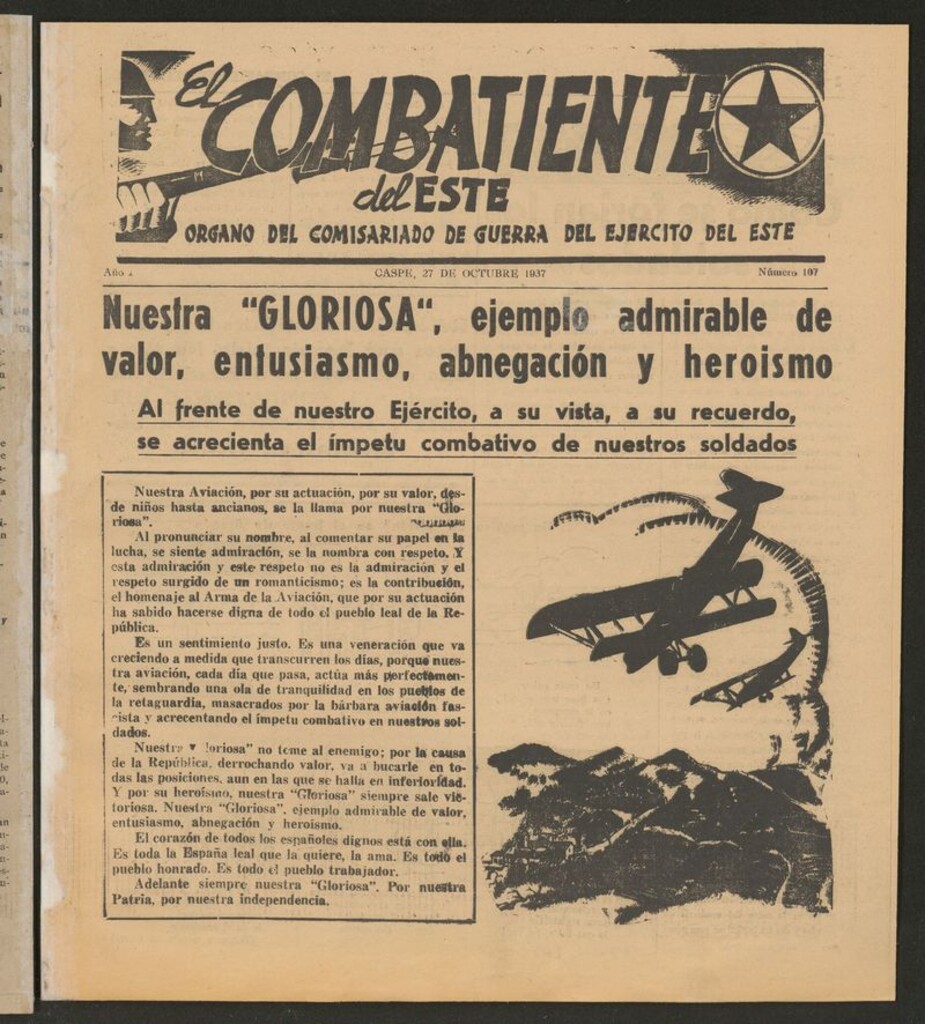 El COMBATIENTE
del ESTE
ORGANO DEL COMISARIADO DE GUERRA DEL EJERCITO DEL ESTE
Año
CASPE, 27 DE OCTUBRE 1937
Número 107
Nuestra "GLORIOSA", ejemplo admirable de
valor, entusiasmo, abnegación y heroismo
Al frente de nuestro Ejército, a su vista, a su recuerdo,
se acrecienta el ímpetu combativo de nuestros soldados
Nuestra Aviación, por su actuación, por su valor, des-
de niños hasta ancianos, se la llama por nuestra "Glo-
riosa".
Al pronunciar su nombre, al comentar su papel en la
lucha, se siente admiración, se la nombra con respeto. Y
esta admiración y este respeto no es la admiración y el
respeto surgido de un romanticismo; es la contribución,
el homenaje al Arma de la Aviación, que por su actuación
ha sabido hacerse digna de todo el pueblo leal de la Re-
pública.
Es un sentimiento justo. Es una veneración que va
creciendo a medida que transcurren los días, porque nues-
tra aviación, cada día que pasa, actúa más perfectamen-
te, sembrando una ola de tranquilidad en los pueblos de
la retaguardia, masacrados por la bárbara aviación fas-
cista y acrecentando el ímpetu combativo en nuestros sol-
dados.
Nuestra loriosa" no teme al enemigo; por la causa
de la República, derrochando valor, va a bucarle en to-
das las posiciones, aun en las que se halla en inferioridad.
Y por su heroísmo, nuestra "Gloriosa" siempre sale vic-
toriosa. Nuestra "Gloriosa", ejemplo admirable de valor,
entusiasmo, abnegación y heroismo.
El corazón de todos los españoles dignos está con ella.
Es toda la España leal que la quiere, la ama. Es todo el
pueblo honrado. Es todo el pueblo trabajador.
Adelante siempre nuestra "Gloriosa". Por nuestra
Patria, por nuestra independencia.